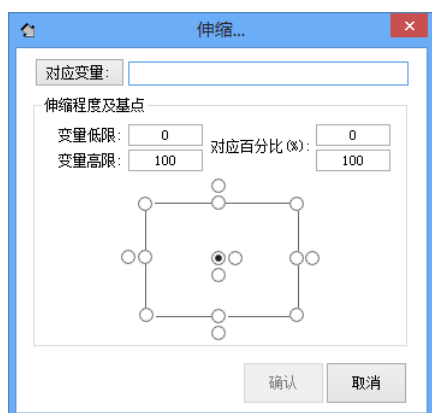 伸缩...
对应变量:
伸缩程度及基点
变量低限: 0 对应百分比(%): 0
变量高限: 100 100
确认 取消